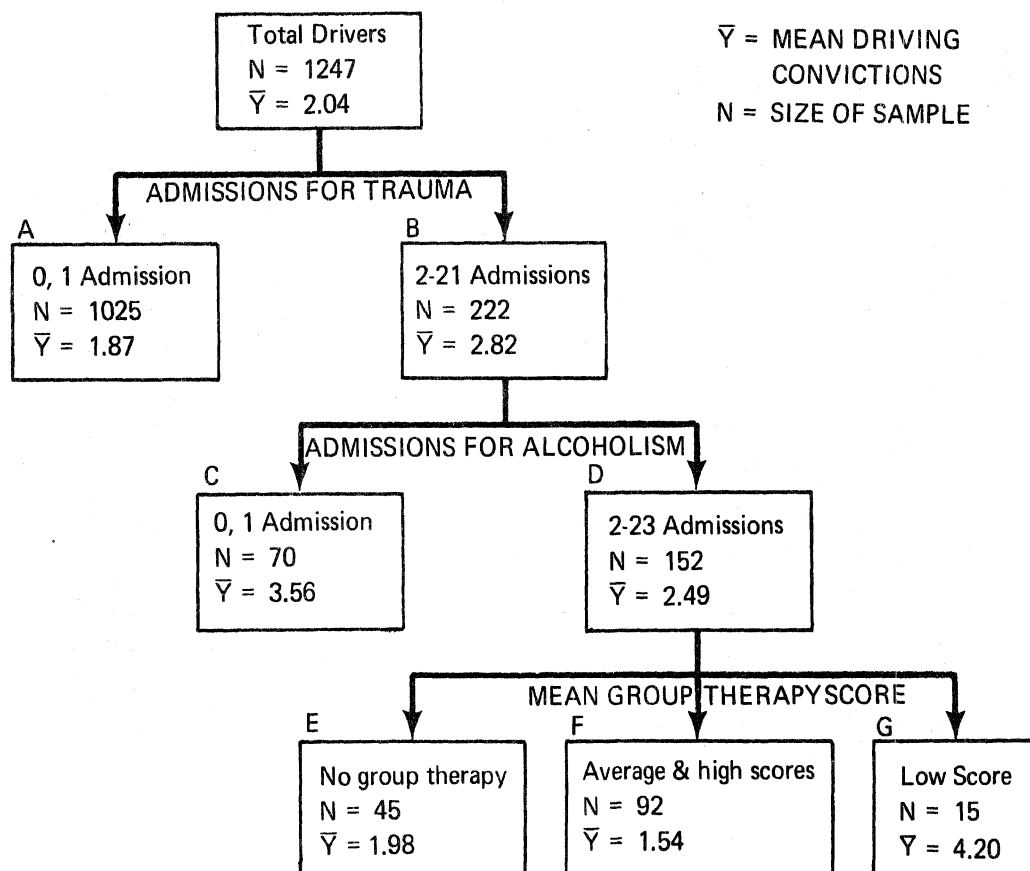 Total Drivers
N = 1247
Ȳ = 2.04
Ȳ = MEAN DRIVING
CONVICTIONS
N = SIZE OF SAMPLE
ADMISSIONS FOR TRAUMA
A
0, 1 Admission
N = 1025
Ȳ = 1.87
B
2-21 Admissions
N = 222
Ȳ = 2.82
ADMISSIONS FOR ALCOHOLISM
C
0, 1 Admission
N = 70
Ȳ = 3.56
D
2-23 Admissions
N = 152
Ȳ = 2.49
MEAN GROUP THERAPY SCORE
E
No group therapy
N = 45
Ȳ = 1.98
F
Average & high scores
N = 92
Ȳ = 1.54
G
Low Score
N = 15
Ȳ = 4.20